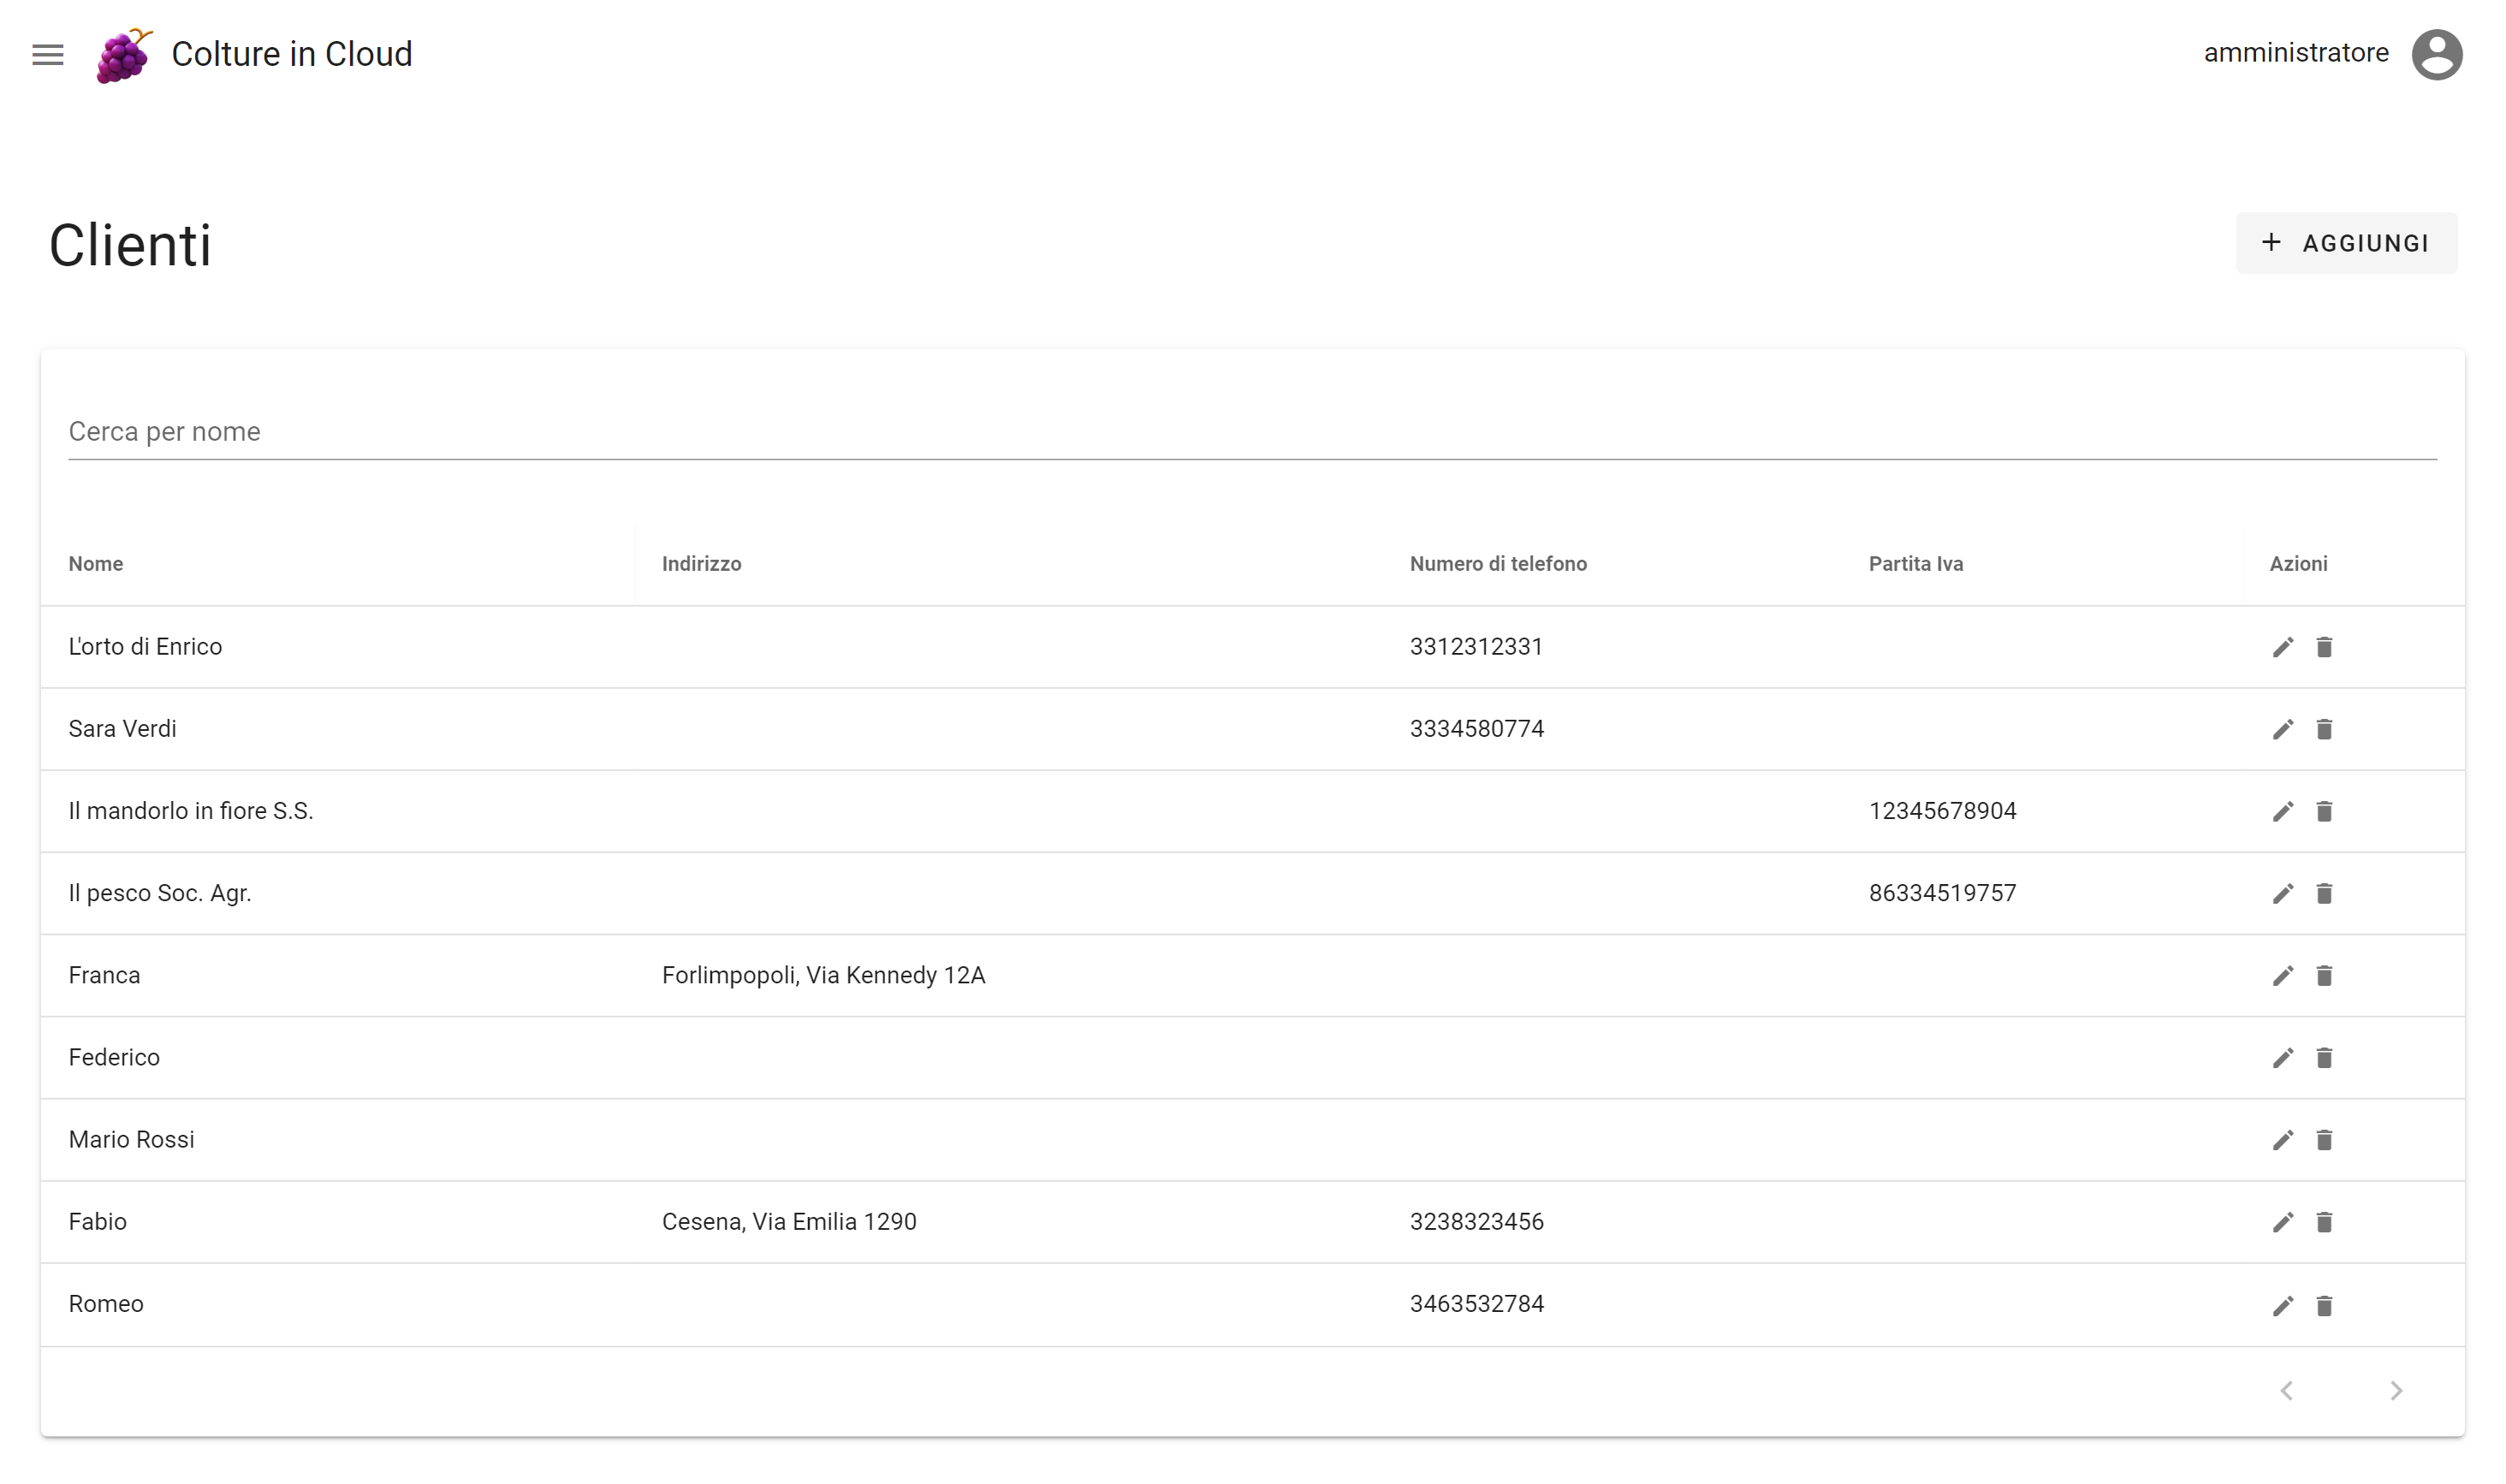 Colture in Cloud
amministratore
Clienti
+ AGGIUNGI
Cerca per nome
Nome Indirizzo Numero di telefono Partita Iva Azioni
L'orto di Enrico 3312312331
Sara Verdi 3334580774
Il mandorlo in fiore S.S. 12345678904
Il pesco Soc. Agr. 86334519757
Franca Forlimpopoli, Via Kennedy 12A
Federico
Mario Rossi
Fabio Cesena, Via Emilia 1290 3238323456
Romeo 3463532784